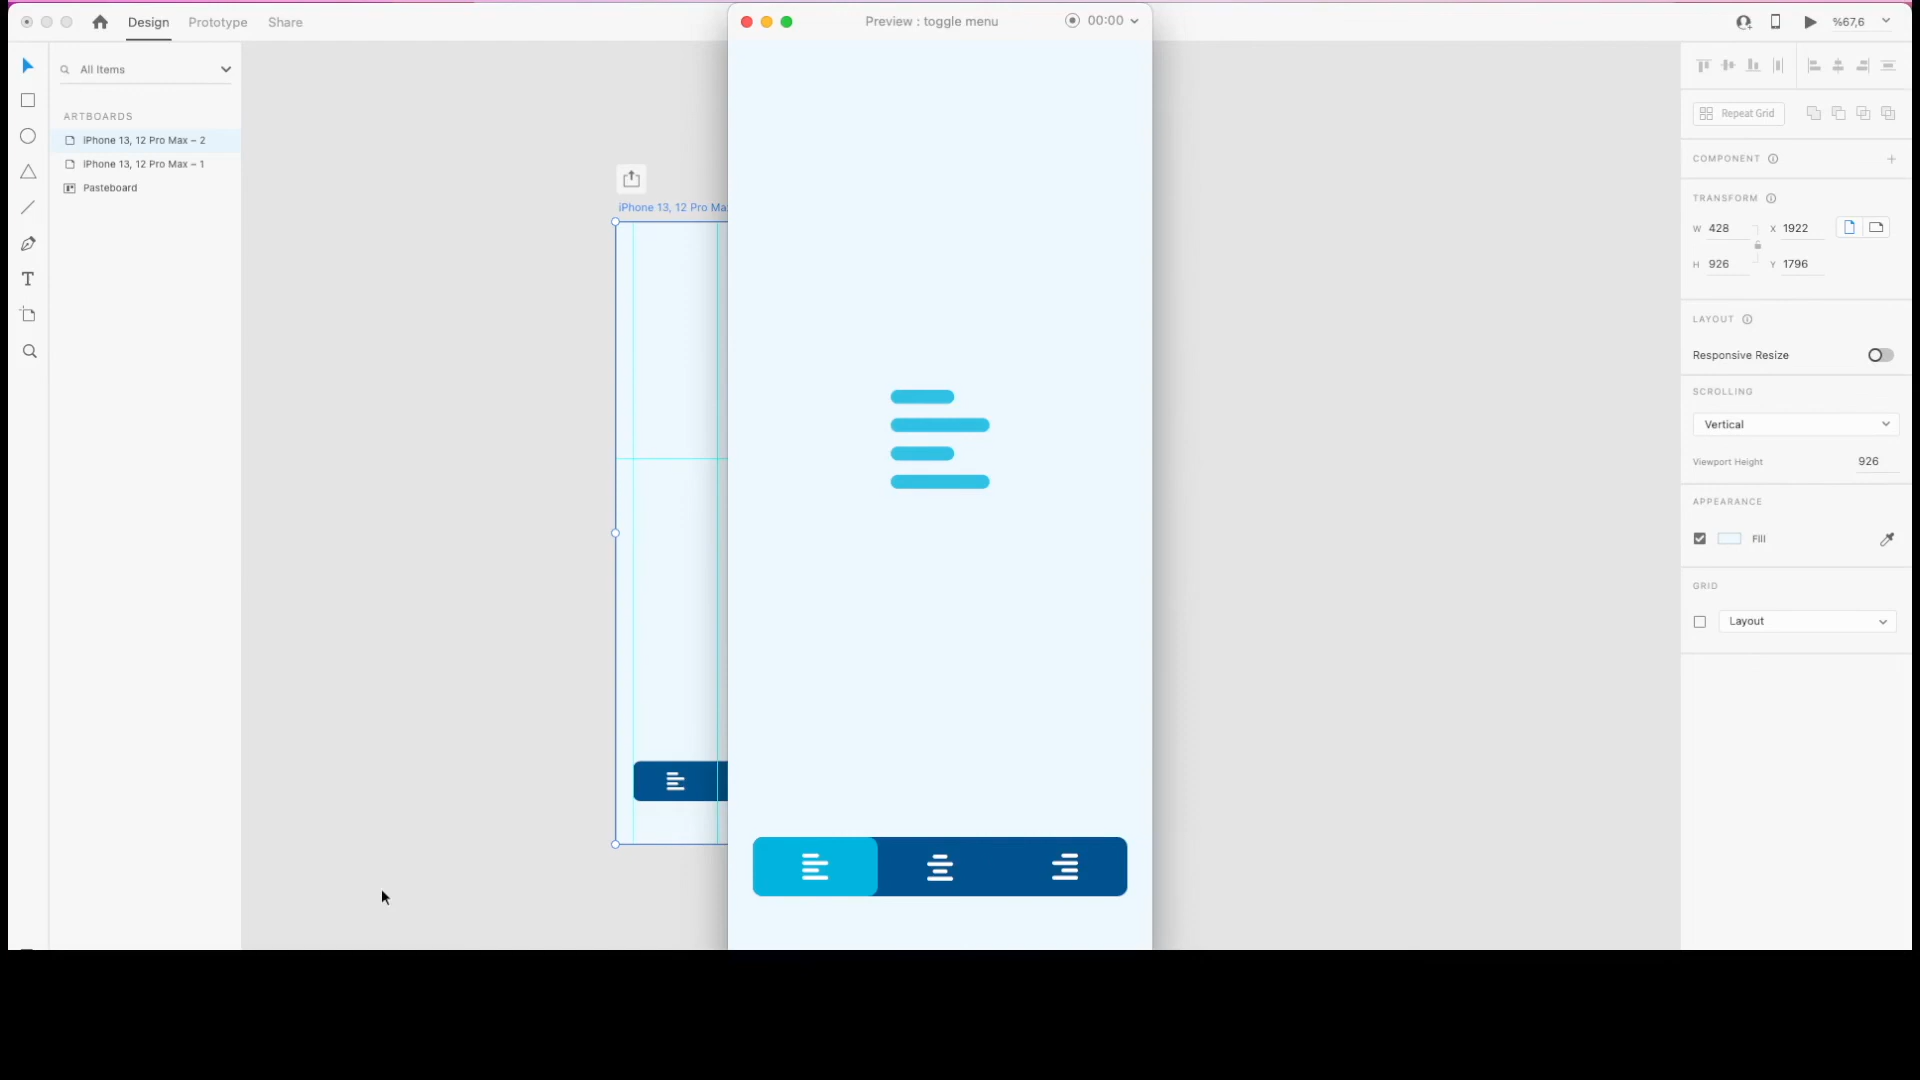 Design Prototype Share
Preview : toggle menu
00:00
%67,6
All Items
ARTBOARDS
iPhone 13, 12 Pro Max – 2
iPhone 13, 12 Pro Max – 1
Pasteboard
iPhone 13, 12 Pro Ma
Repeat Grid
COMPONENT
TRANSFORM
W 428 X 1922
H 926 Y 1796
LAYOUT
Responsive Resize
SCROLLING
Vertical
Viewport Height 926
APPEARANCE
Fill
GRID
Layout